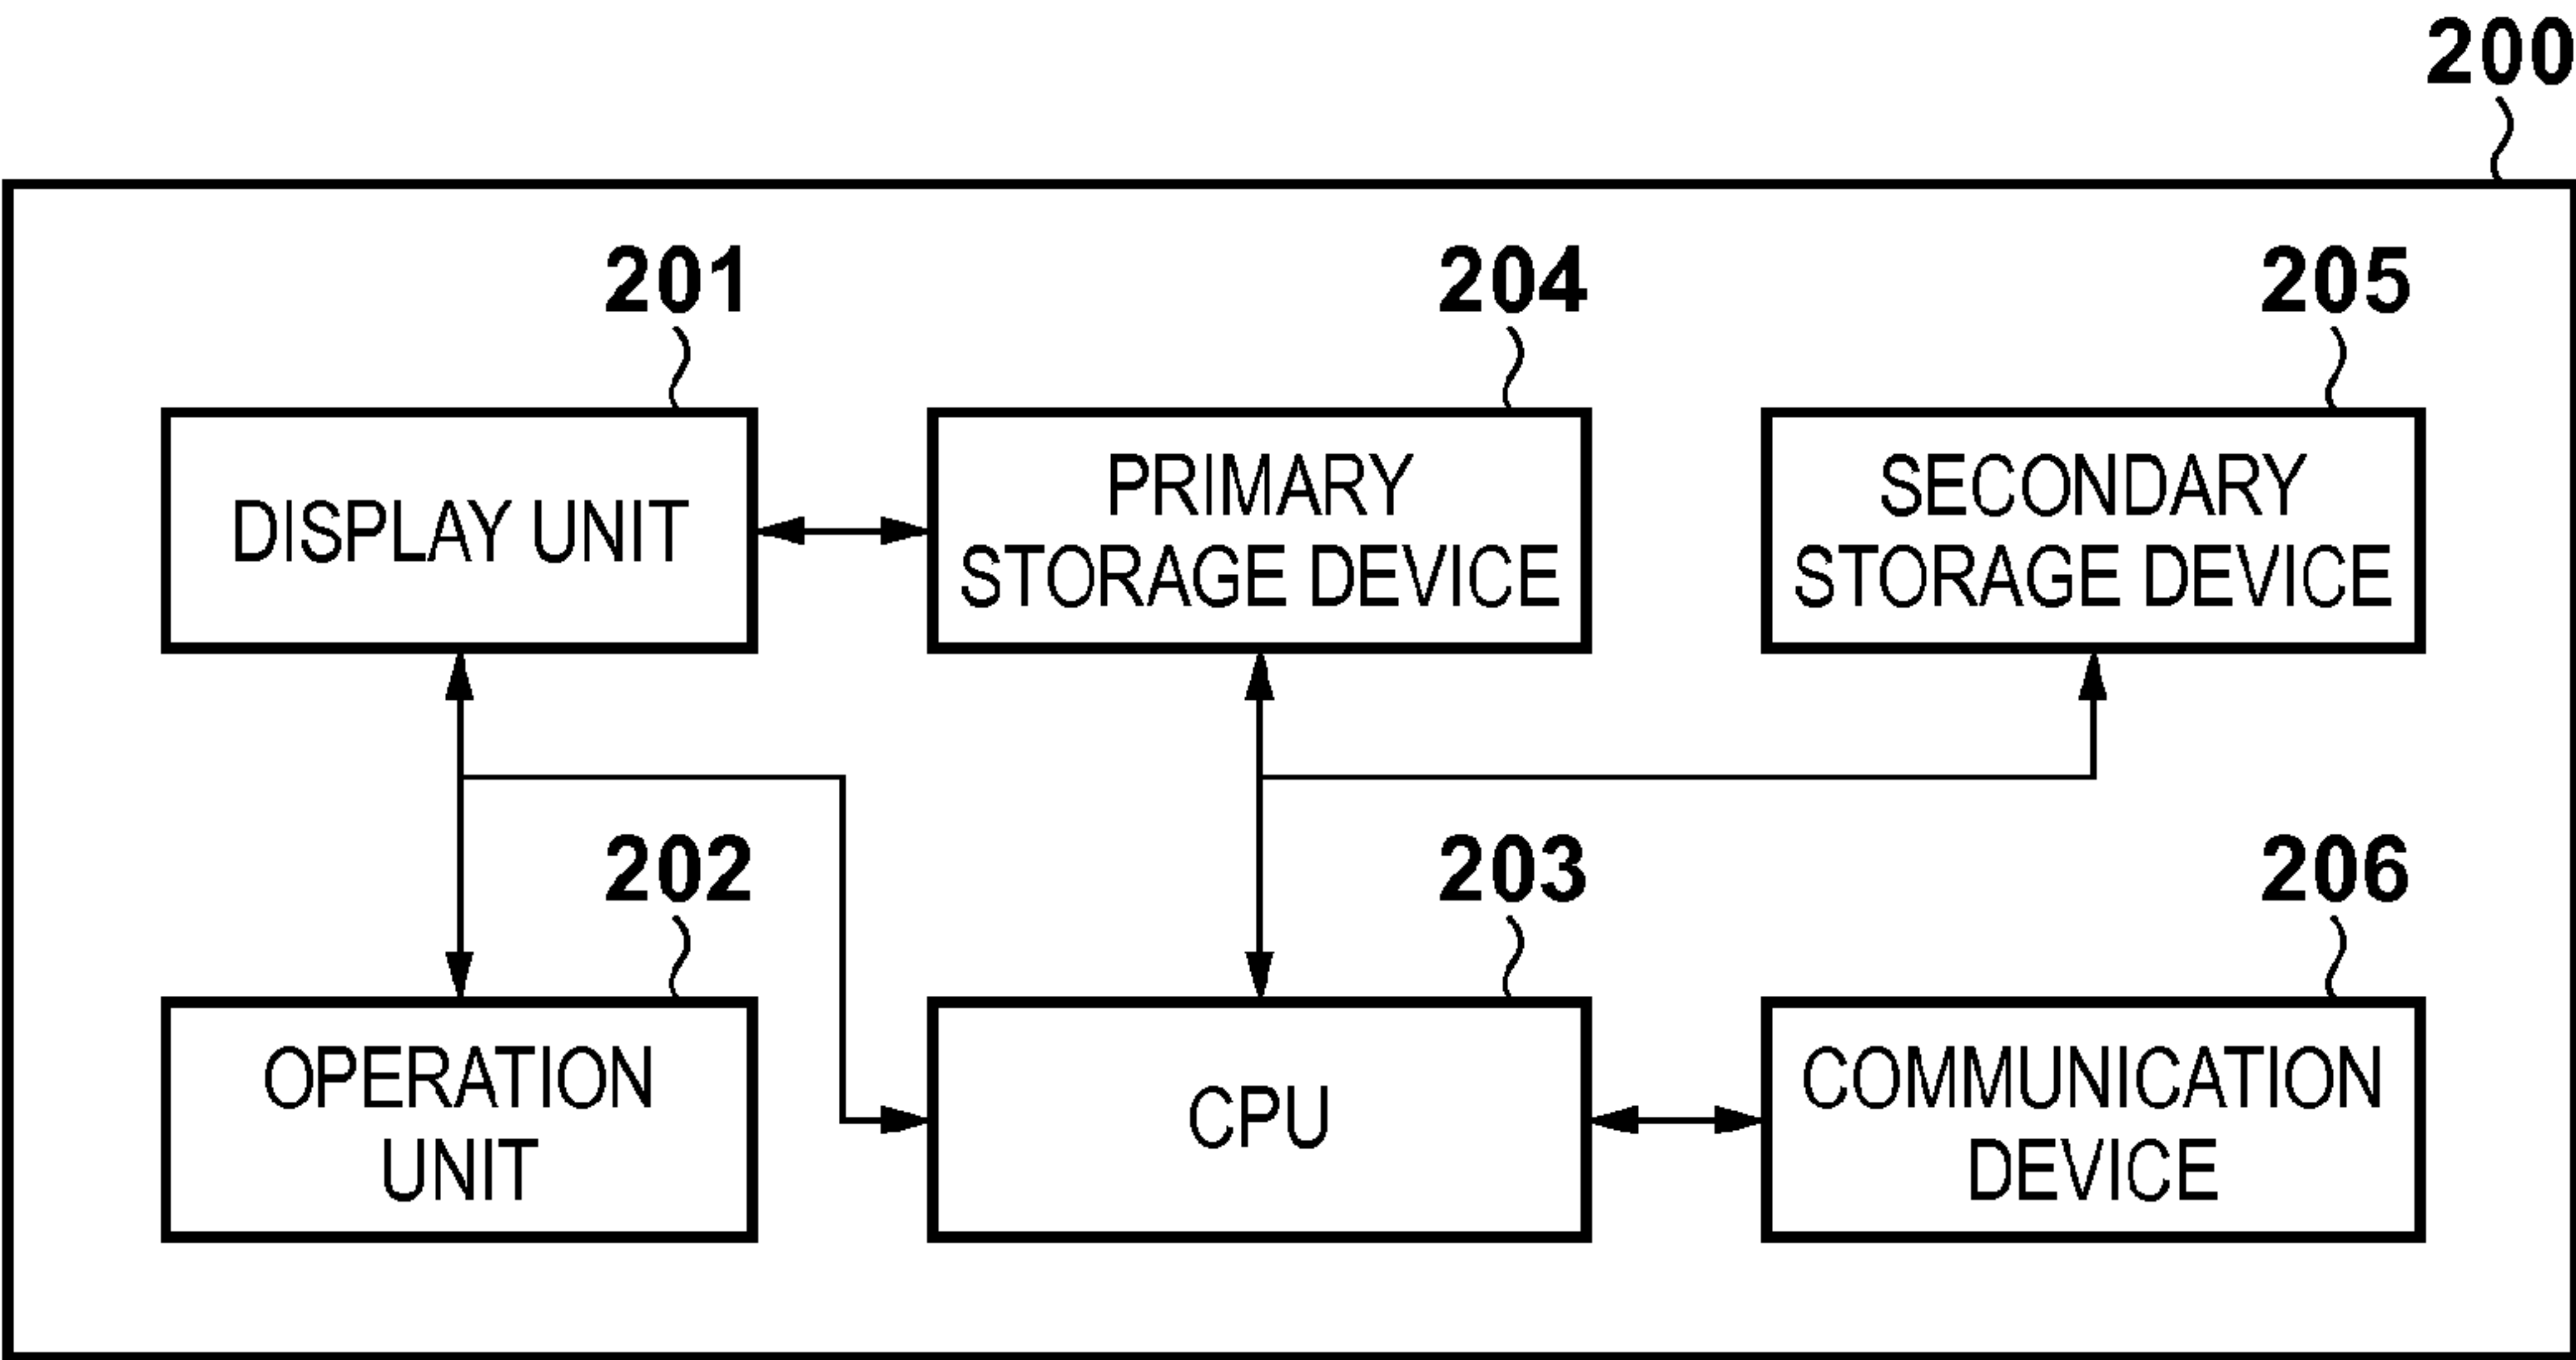 200
201
DISPLAY UNIT
204
PRIMARY
STORAGE DEVICE
205
SECONDARY
STORAGE DEVICE
202
OPERATION
UNIT
203
CPU
206
COMMUNICATION
DEVICE